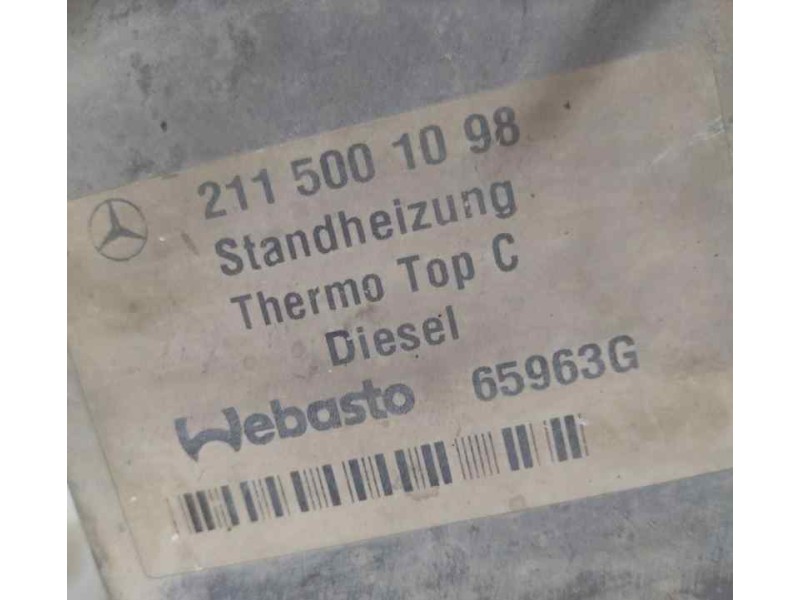 211 500 10 98
Standheizung
Thermo Top C
Diesel
Webasto 65963G